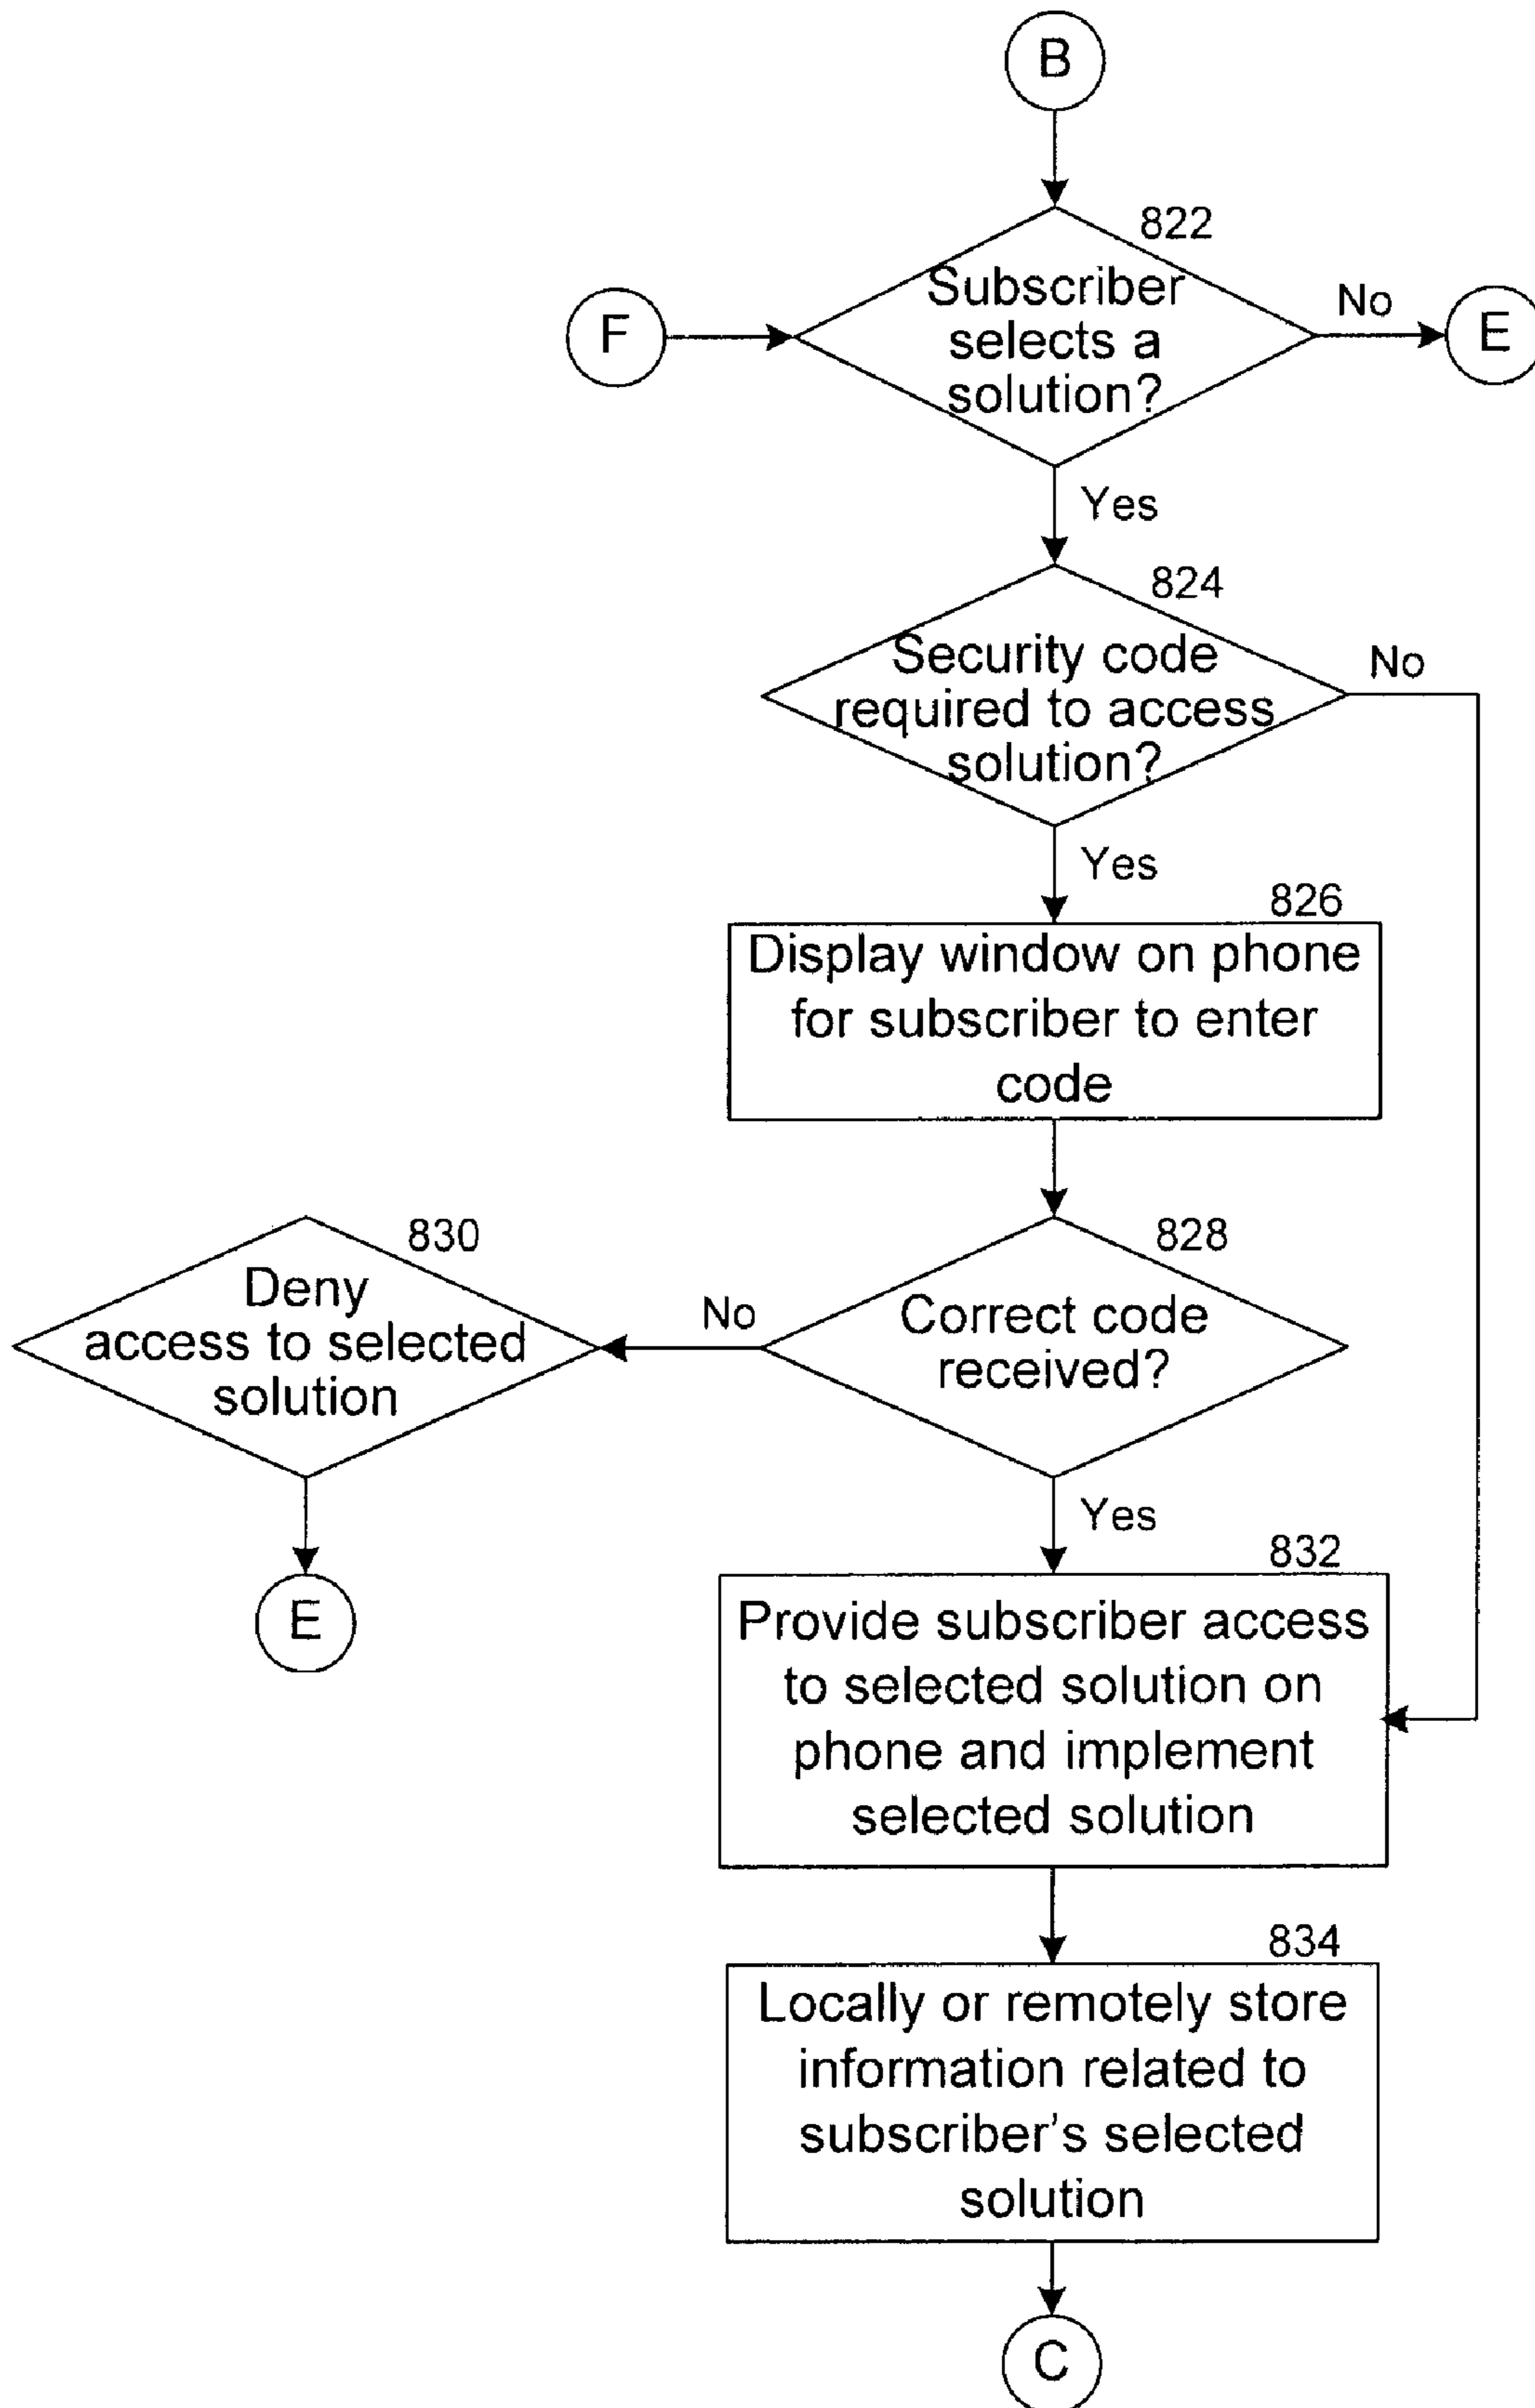 B
822
Subscriber
selects a
solution?
F
No
E
Yes
824
Security code
required to access
solution?
No
Yes
826
Display window on phone
for subscriber to enter
code
830
Deny
access to selected
solution
No
828
Correct code
received?
E
Yes
832
Provide subscriber access
to selected solution on
phone and implement
selected solution
834
Locally or remotely store
information related to
subscriber's selected
solution
C